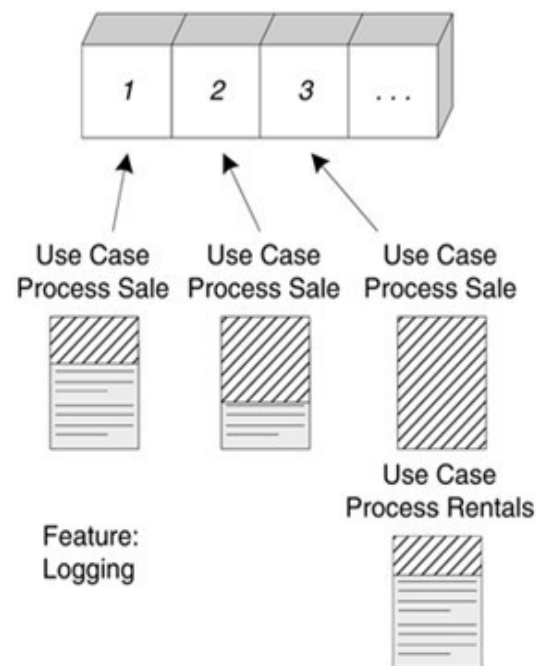 1 2 3 . . .
Use Case Use Case Use Case
Process Sale Process Sale Process Sale
Use Case
Process Rentals
Feature:
Logging